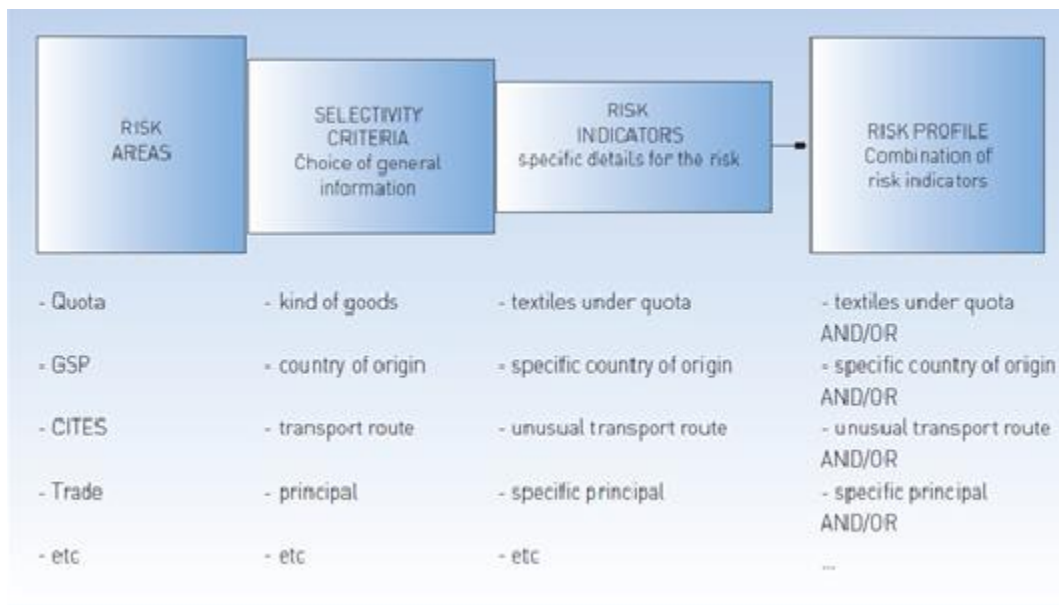 RISK
AREAS
SELECTIVITY
CRITERIA
Choice of general
information
RISK
INDICATORS
specific details for the risk
RISK PROFILE
Combination of
risk indicators
- Quota
- GSP
- CITES
- Trade
- etc
- kind of goods
- country of origin
- transport route
- principal
- etc
- textiles under quota
- specific country of origin
- unusual transport route
- specific principal
- etc
- textiles under quota
AND/OR
- specific country of origin
AND/OR
- unusual transport route
AND/OR
- specific principal
AND/OR
...